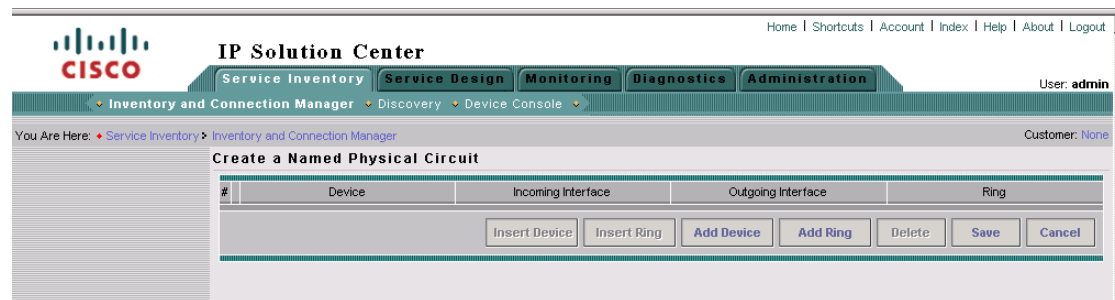 Home | Shortcuts | Account | Index | Help | About | Logout
CISCO
IP Solution Center
Service Inventory Service Design Monitoring Diagnostics Administration
User: admin
Inventory and Connection Manager Discovery Device Console
You Are Here: Service Inventory Inventory and Connection Manager Customer: None
Create a Named Physical Circuit
# Device Incoming Interface Outgoing Interface Ring
Insert Device Insert Ring Add Device Add Ring Delete Save Cancel